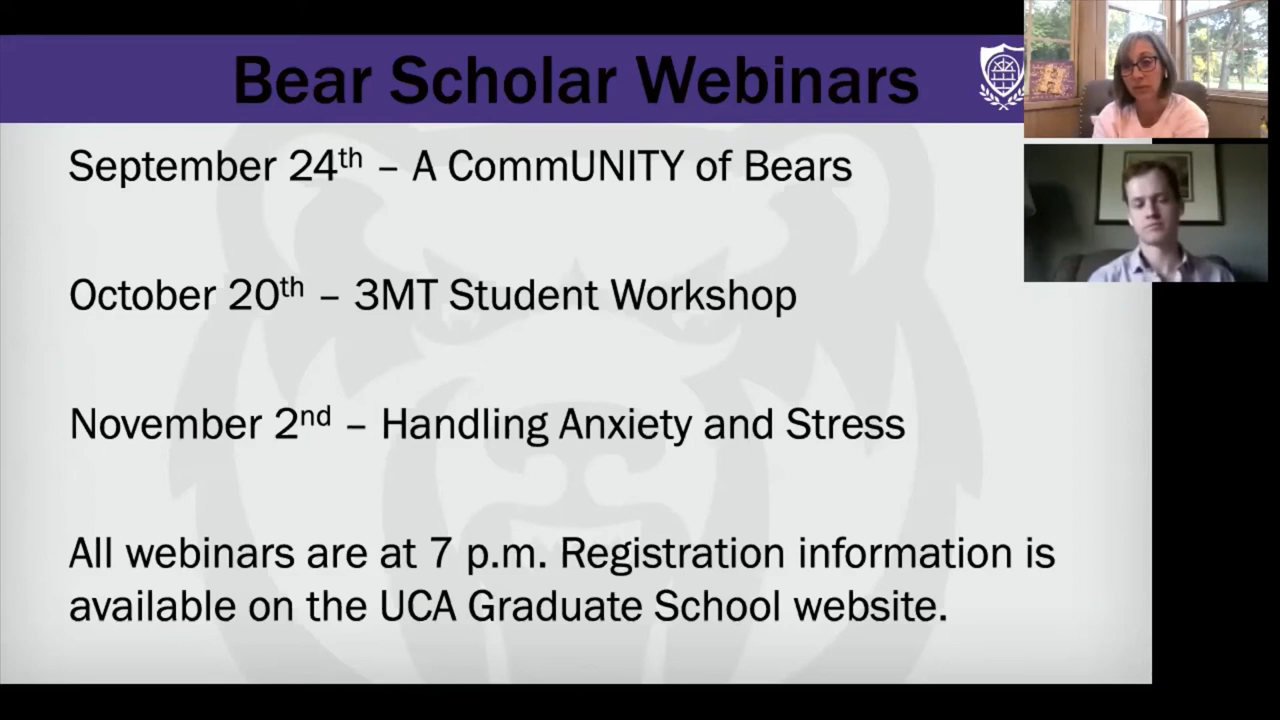 Bear Scholar Webinars
September 24th – A CommUNITY of Bears
October 20th – 3MT Student Workshop
November 2nd – Handling Anxiety and Stress
All webinars are at 7 p.m. Registration information is
available on the UCA Graduate School website.